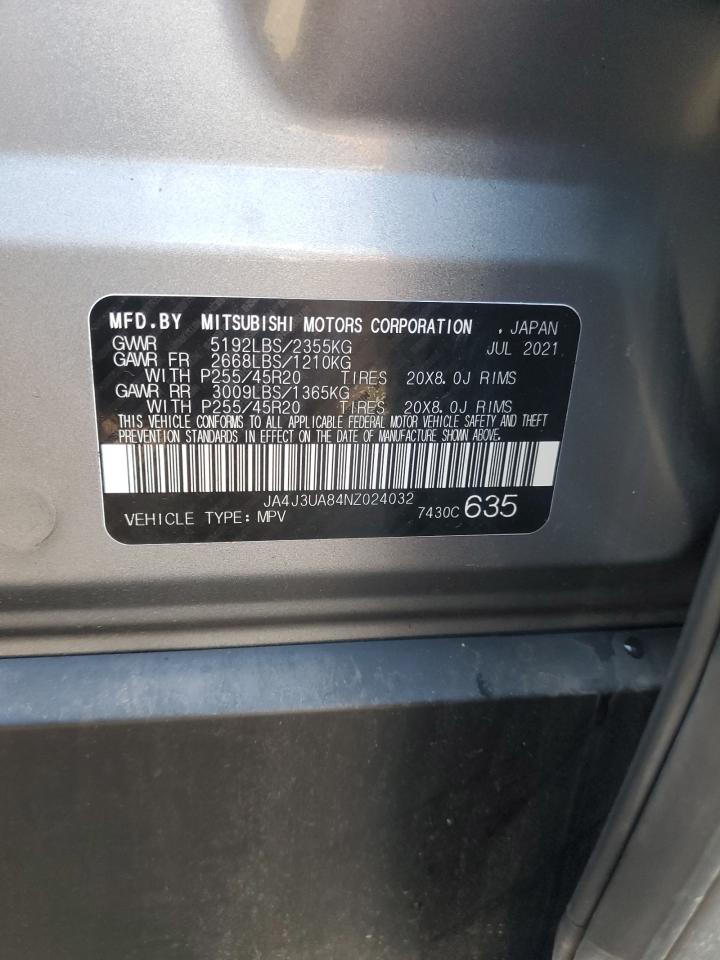 MFD.BY MITSUBISHI MOTORS CORPORATION , JAPAN
GVWR 5192LBS/2355KG JUL 2021
GAWR FR 2668LBS/1210KG
WITH P255/45R20 TIRES 20X8.0J RIMS
GAWR RR 3009LBS/1365KG
WITH P255/45R20 TIRES 20X8.0J RIMS
THIS VEHICLE CONFORMS TO ALL APPLICABLE FEDERAL MOTOR VEHICLE SAFETY AND THEFT
PREVENTION STANDARDS IN EFFECT ON THE DATE OF MANUFACTURE SHOWN ABOVE.
JA4J3UA84NZ024032
VEHICLE TYPE: MPV 7430C 635